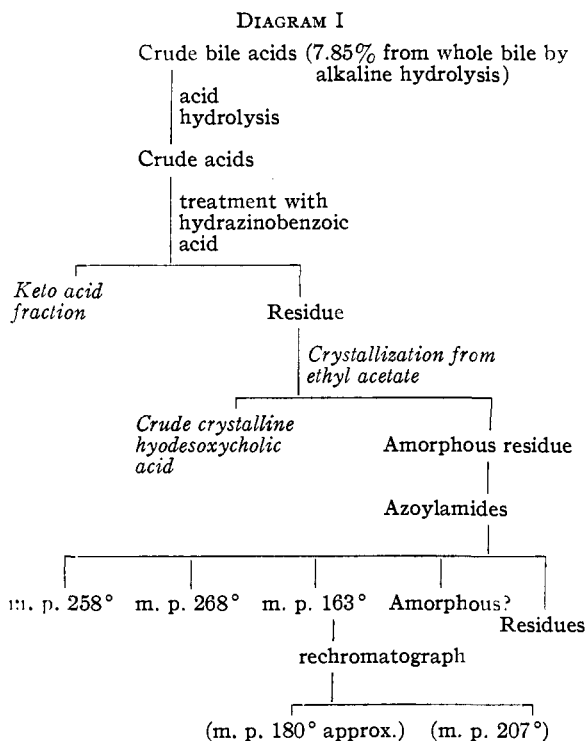 DIAGRAM I
Crude bile acids (7.85% from whole bile by
alkaline hydrolysis)
acid
hydrolysis
Crude acids
treatment with
hydrazinobenzoic
acid
Keto acid
fraction
Residue
Crystallization from
ethyl acetate
Crude crystalline
hyodesoxycholic
acid
Amorphous residue
Azoylamides
m. p. 258° m. p. 268° m. p. 163° Amorphous?
Residues
rechromatograph
(m. p. 180° approx.) (m. p. 207°)